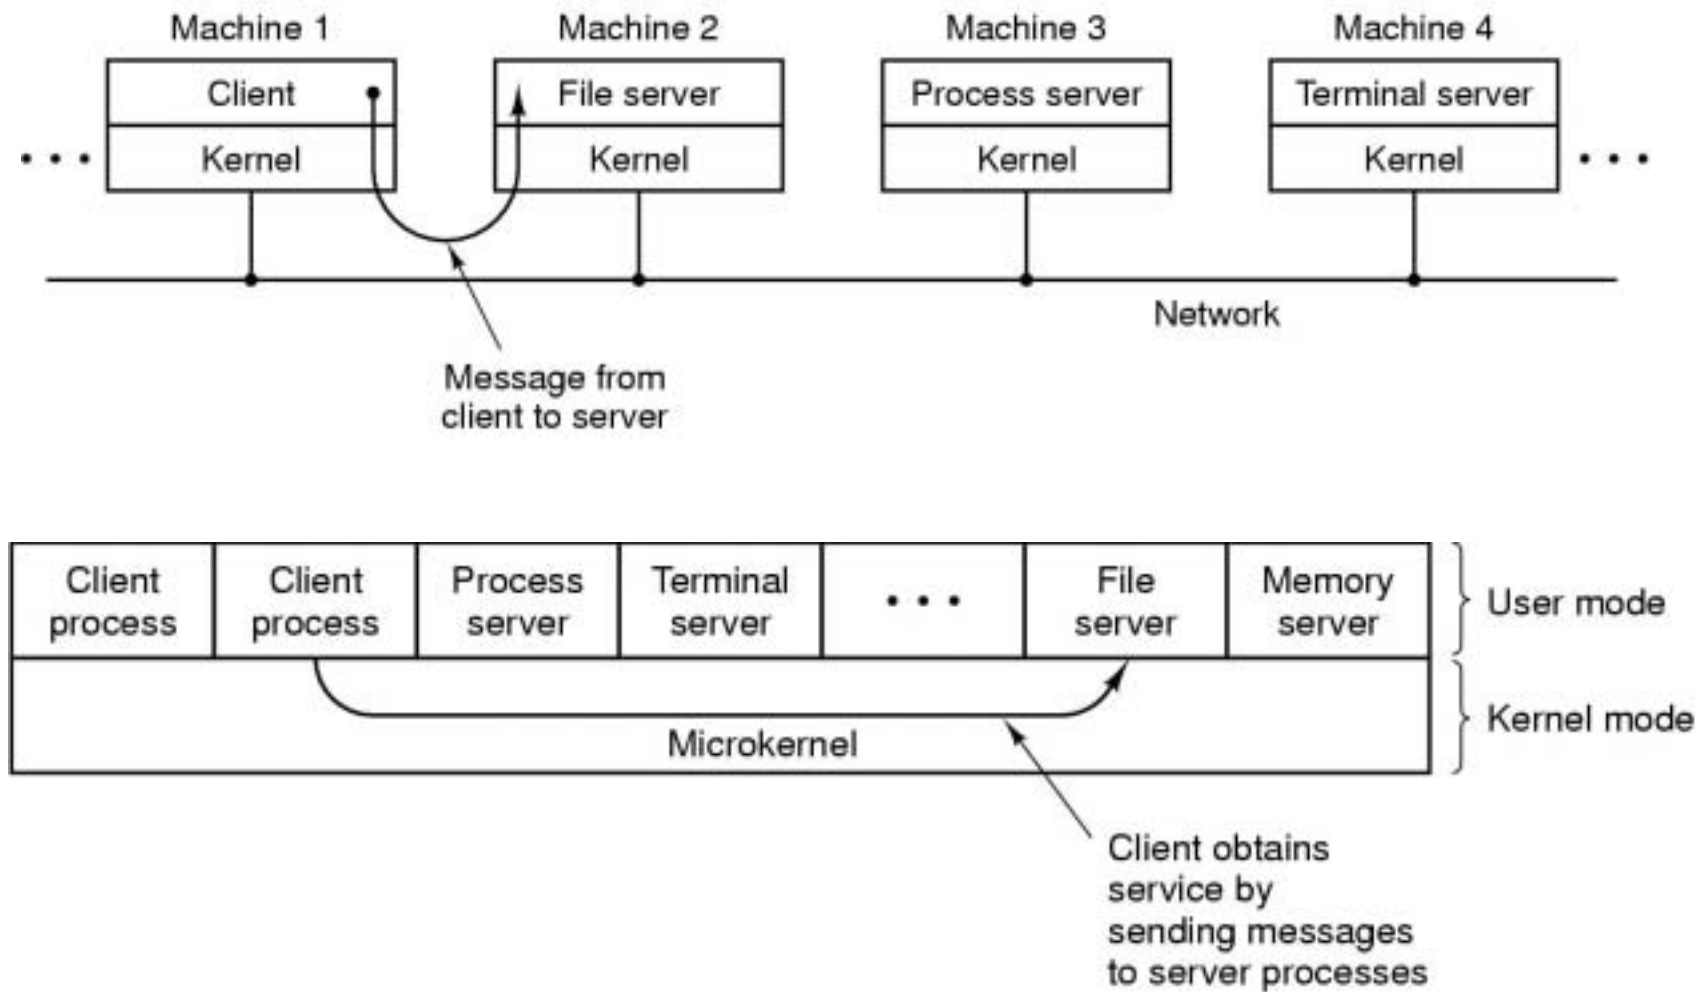 Machine 1
Machine 2
Machine 3
Machine 4
Client
File server
Process server
Terminal server
Kernel
Kernel
Kernel
Kernel
Network
Message from
client to server
Client
process
Client
process
Process
server
Terminal
server
File
server
Memory
server
User mode
Microkernel
Kernel mode
Client obtains
service by
sending messages
to server processes